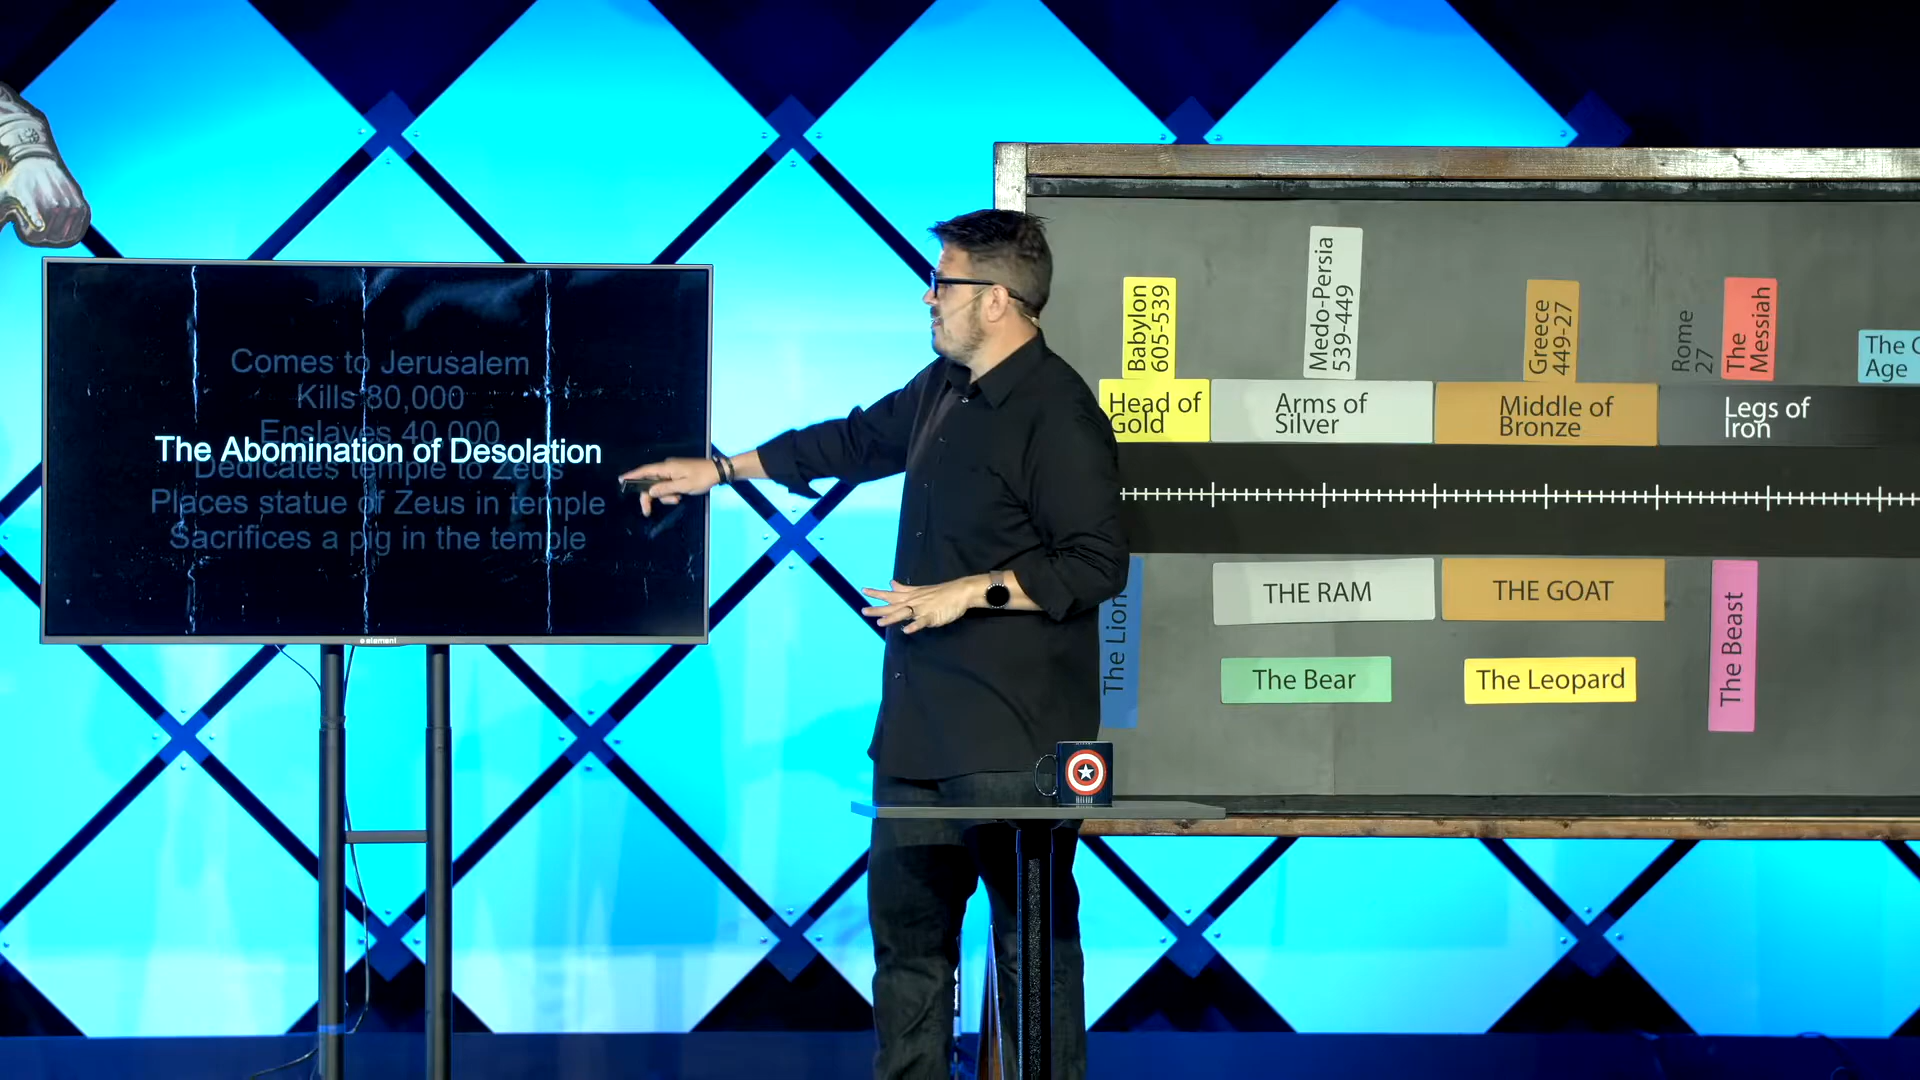 Comes to Jerusalem
Kills 80,000
Enslaves 40,000
The Abomination of Desolation
Dedicates temple to Zeus
Places statue of Zeus in temple
Sacrifices a pig in the temple
element
Babylon
605-539
Medo-Persia
539-449
Greece
449-27
Rome
27
The
Messiah
The
Age
Head of
Gold
Arms of
Silver
Middle of
Bronze
Legs of
Iron
The Lion
THE RAM
THE GOAT
The Beast
The Bear
The Leopard